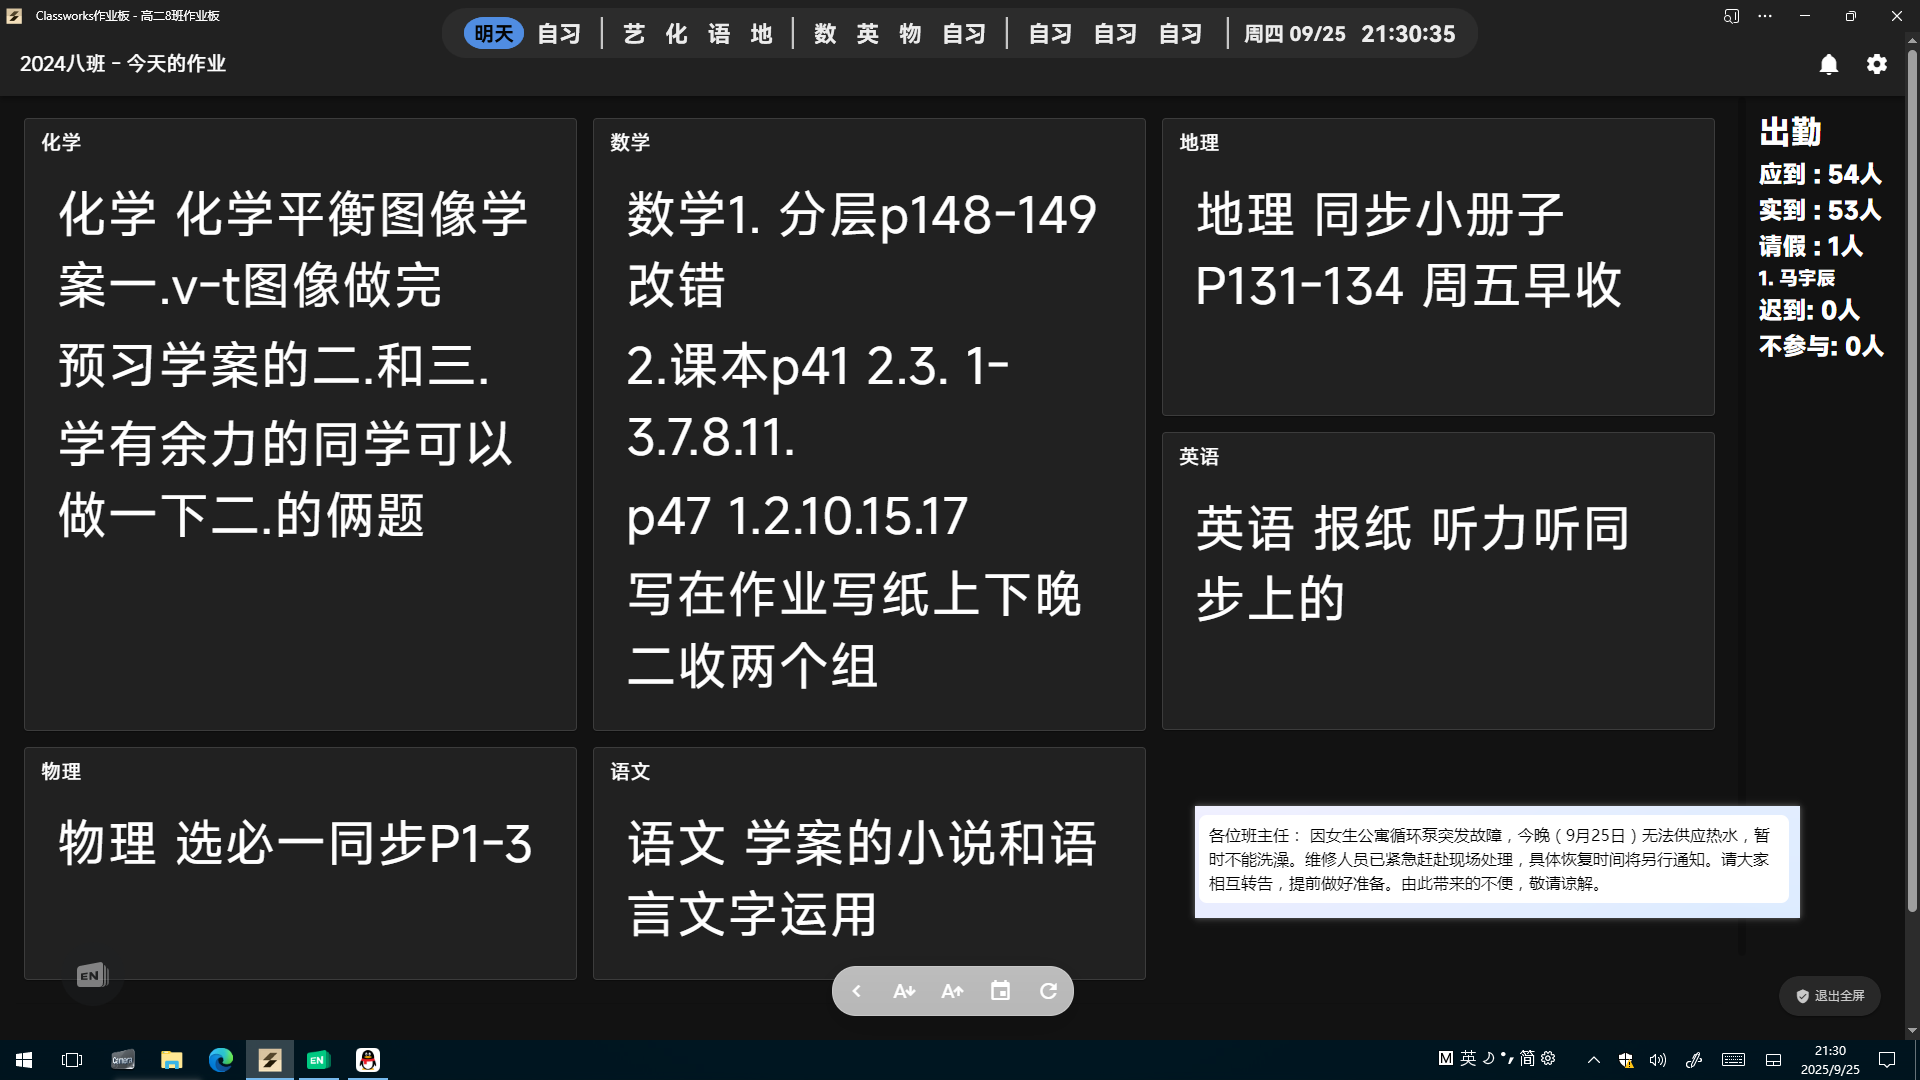 Classworks作业板 - 高二8班作业板
明天 自习 | 艺 化 语 地 | 数 英 物 自习 | 自习 自习 自习 | 周四 09/25 21:30:35
2024八班 - 今天的作业
化学
化学 化学平衡图像学
案一.v-t图像做完
预习学案的二.和三.
学有余力的同学可以
做一下二.的俩题
数学
数学1. 分层p148-149
改错
2.课本p41 2.3. 1-
3.7.8.11.
p47 1.2.10.15.17
写在作业写纸上下晚
二收两个组
地理
地理 同步小册子
P131-134 周五早收
英语
英语 报纸 听力听同
步上的
物理
物理 选必一同步P1-3
语文
语文 学案的小说和语
言文字运用
出勤
应到 : 54人
实到 : 53人
请假 : 1人
1. 马宇辰
迟到: 0人
不参与: 0人
各位班主任： 因女生公寓循环泵突发故障，今晚（9月25日）无法供应热水，暂
时不能洗澡。维修人员已紧急赶赴现场处理，具体恢复时间将另行通知。请大家
相互转告，提前做好准备。由此带来的不便，敬请谅解。
EN
A A
退出全屏
EN
M 英 简
21:30
2025/9/25